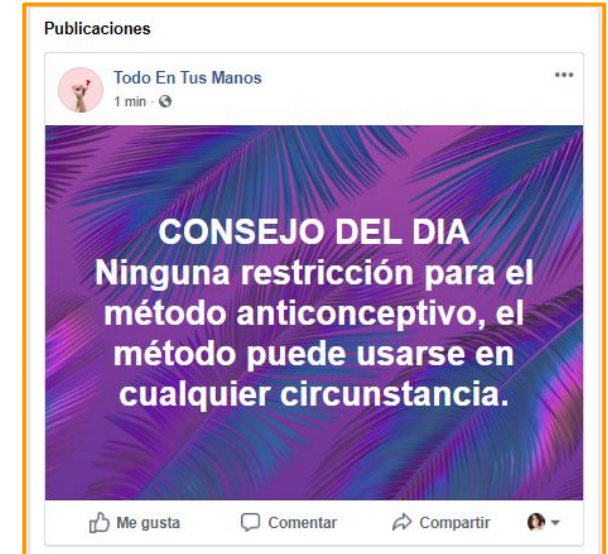 Publicaciones
Todo En Tus Manos
1 min ·
CONSEJO DEL DIA
Ninguna restricción para el
método anticonceptivo, el
método puede usarse en
cualquier circunstancia.
Me gusta Comentar Compartir